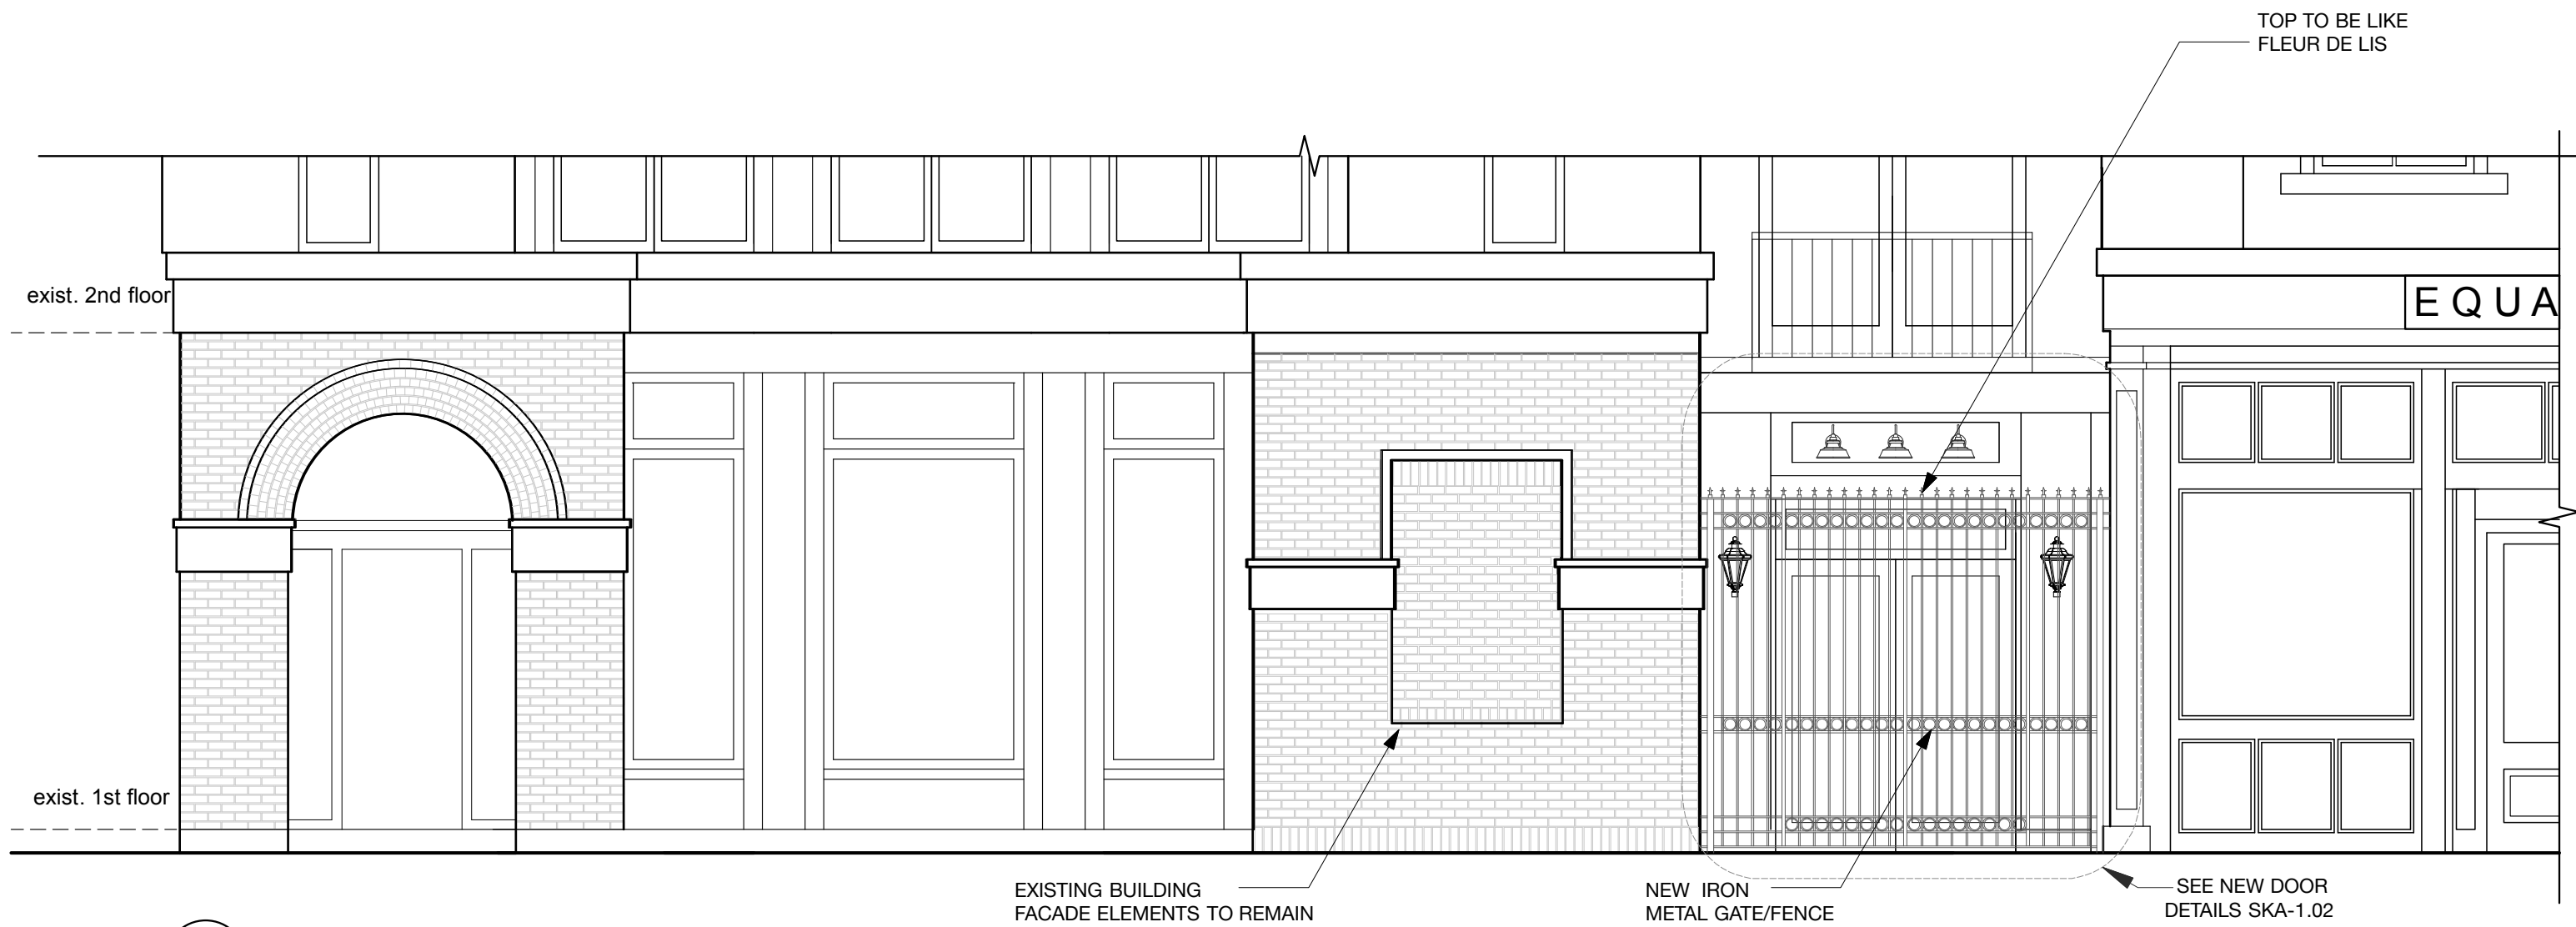 TOP TO BE LIKE
FLEUR DE LIS
exist. 2nd floor
EQUA
exist. 1st floor
EXISTING BUILDING
FACADE ELEMENTS TO REMAIN
NEW IRON
METAL GATE/FENCE
SEE NEW DOOR
DETAILS SKA-1.02